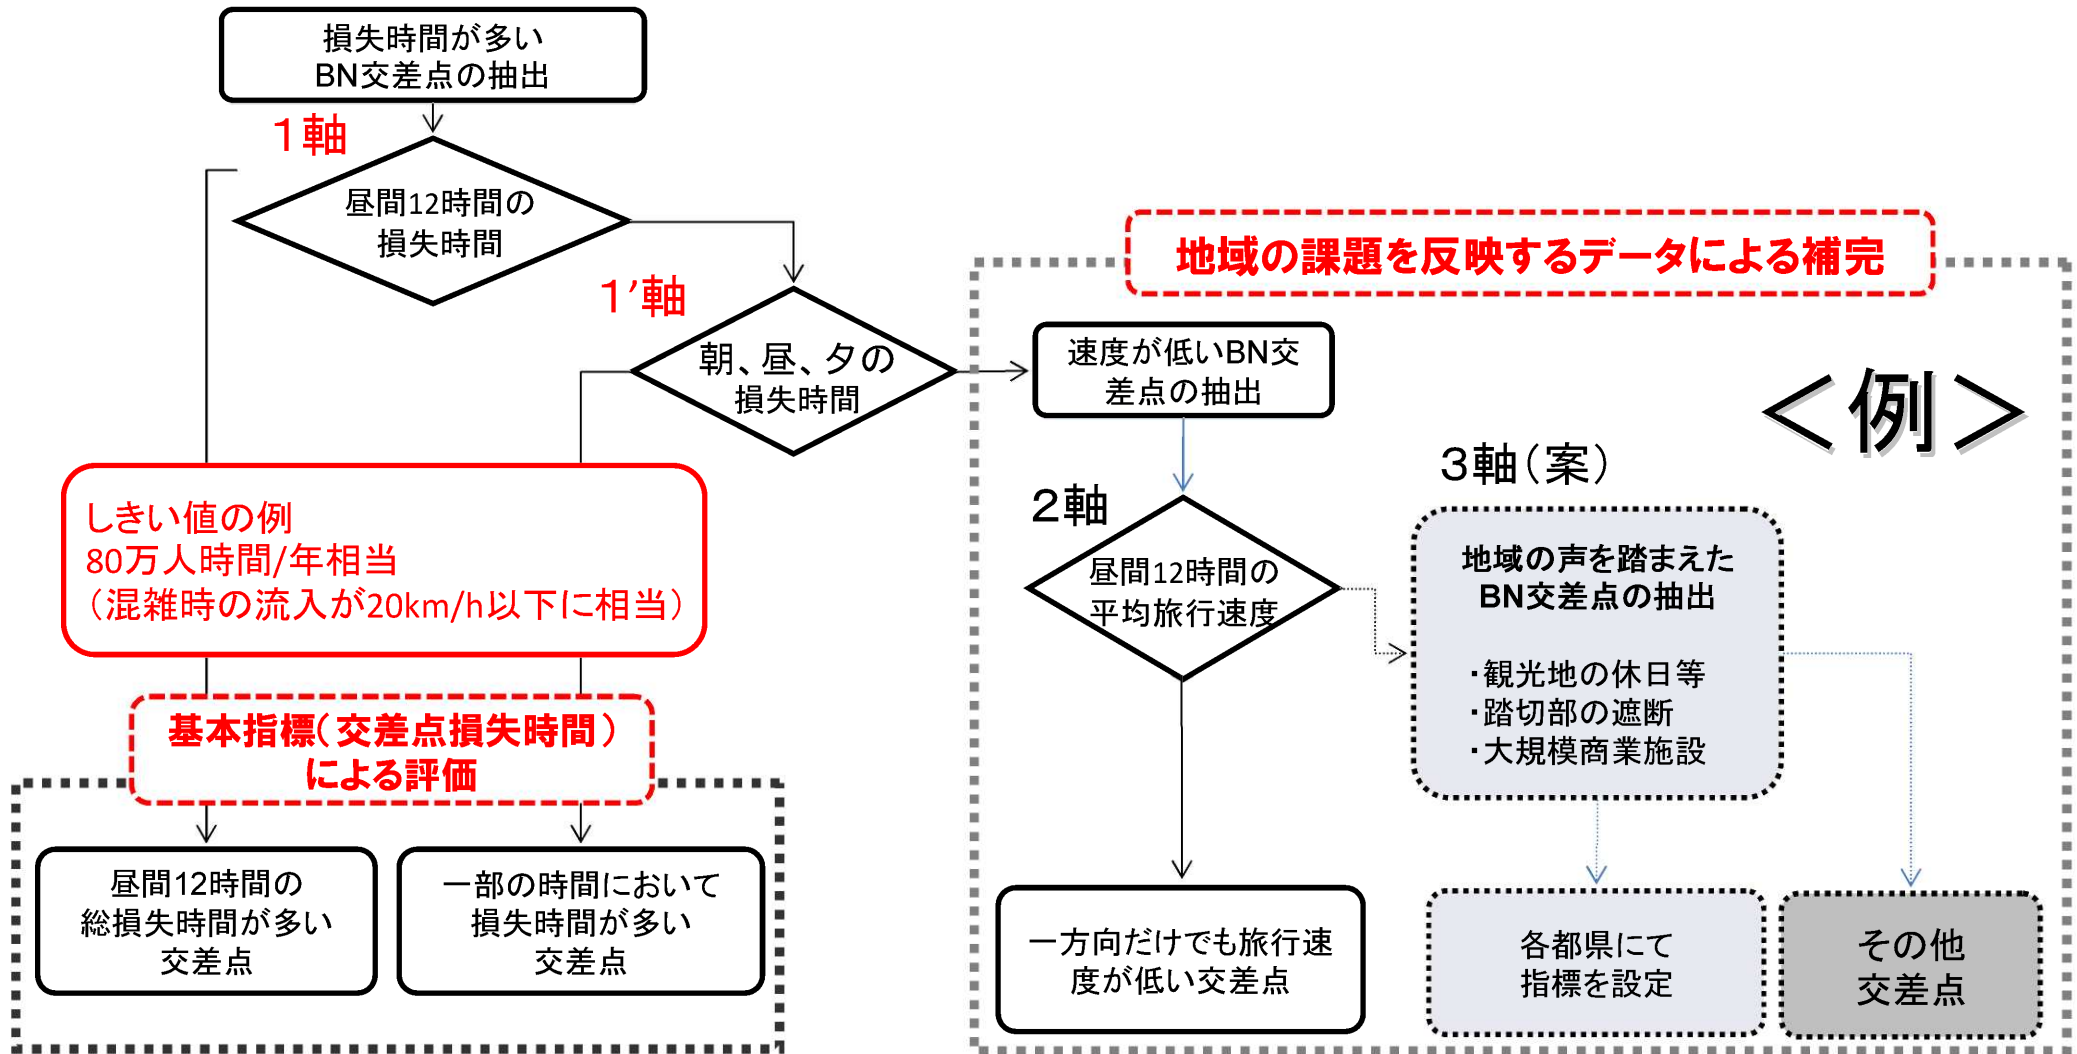 損失時間が多い
BN交差点の抽出
1軸
昼間12時間の
損失時間
1’軸
朝、昼、夕の
損失時間
しきい値の例
80万人時間/年相当
（混雑時の流入が20km/h以下に相当）
基本指標（交差点損失時間）
による評価
昼間12時間の
総損失時間が多い
交差点
一部の時間において
損失時間が多い
交差点
地域の課題を反映するデータによる補完
＜例＞
速度が低いBN交
差点の抽出
2軸
昼間12時間の
平均旅行速度
一方向だけでも旅行速
度が低い交差点
3軸（案）
地域の声を踏まえた
BN交差点の抽出
・観光地の休日等
・踏切部の遮断
・大規模商業施設
各都県にて
指標を設定
その他
交差点